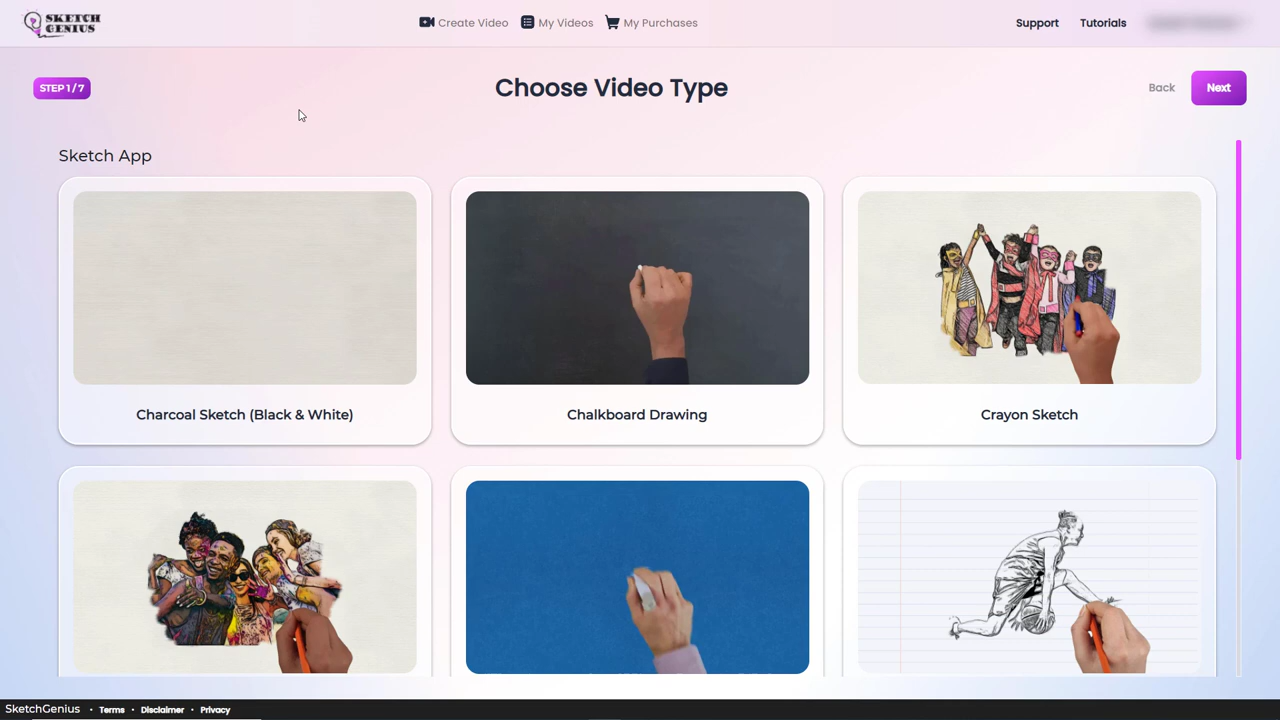 SKETCH
GENIUS
Create Video
My Videos
My Purchases
Support
Tutorials
STEP 1 / 7
Choose Video Type
Back
Next
Sketch App
Charcoal Sketch (Black & White)
Chalkboard Drawing
Crayon Sketch
SketchGenius • Terms • Disclaimer • Privacy